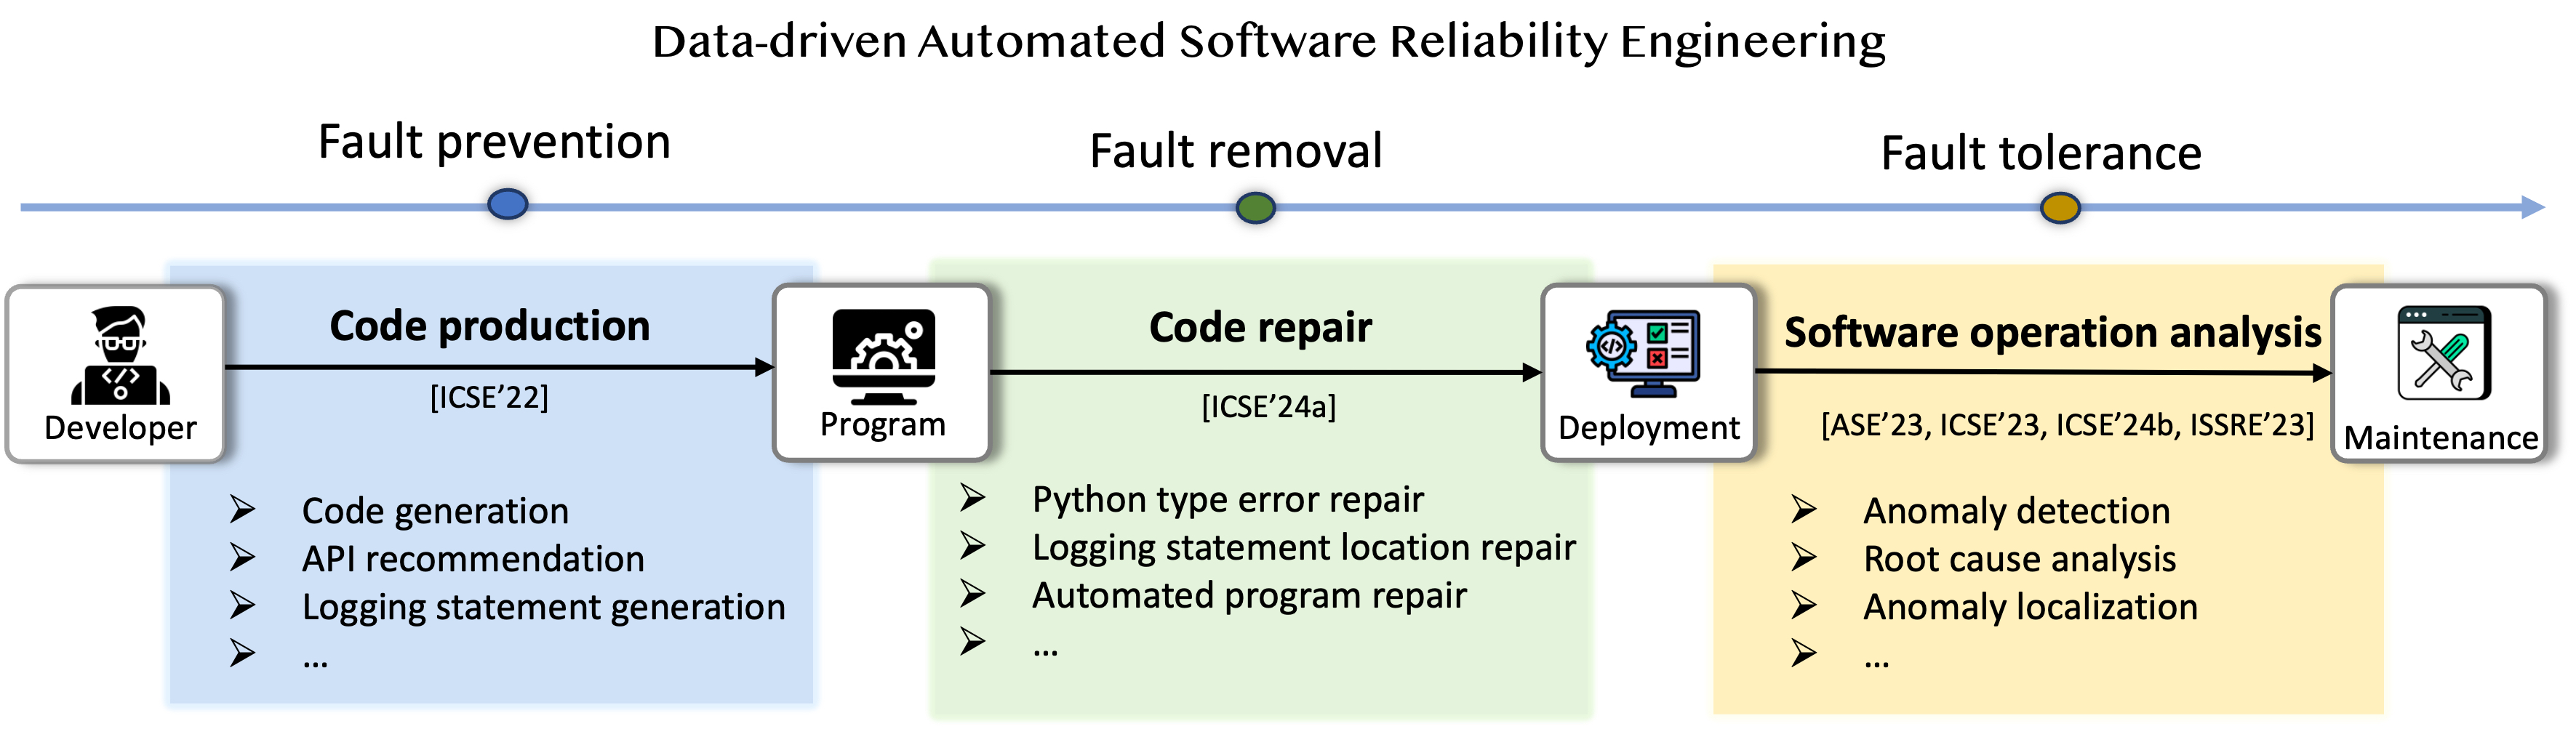 Data-driven Automated Software Reliability Engineering
Fault prevention
Fault removal
Fault tolerance
Developer
Code production
[ICSE’22]
➢ Code generation
➢ API recommendation
➢ Logging statement generation
➢ ...
Program
Code repair
[ICSE’24a]
➢ Python type error repair
➢ Logging statement location repair
➢ Automated program repair
➢ ...
Deployment
Software operation analysis
[ASE’23, ICSE’23, ICSE’24b, ISSRE’23]
➢ Anomaly detection
➢ Root cause analysis
➢ Anomaly localization
➢ ...
Maintenance